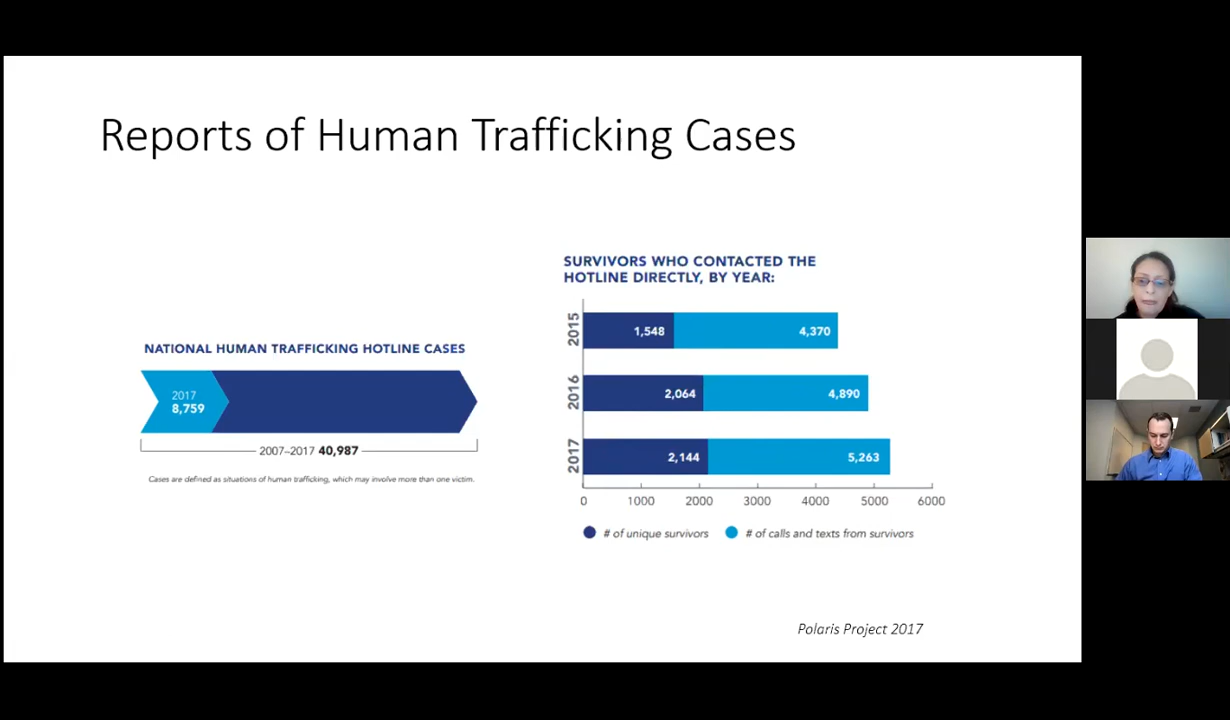 Reports of Human Trafficking Cases
NATIONAL HUMAN TRAFFICKING HOTLINE CASES
2017
8,759
2007–2017 40,987
Cases are defined as situations of human trafficking, which may involve more than one victim.
SURVIVORS WHO CONTACTED THE
HOTLINE DIRECTLY, BY YEAR:
2015
1,548
4,370
2016
2,064
4,890
2017
2,144
5,263
0 1000 2000 3000 4000 5000 6000
# of unique survivors
# of calls and texts from survivors
Polaris Project 2017